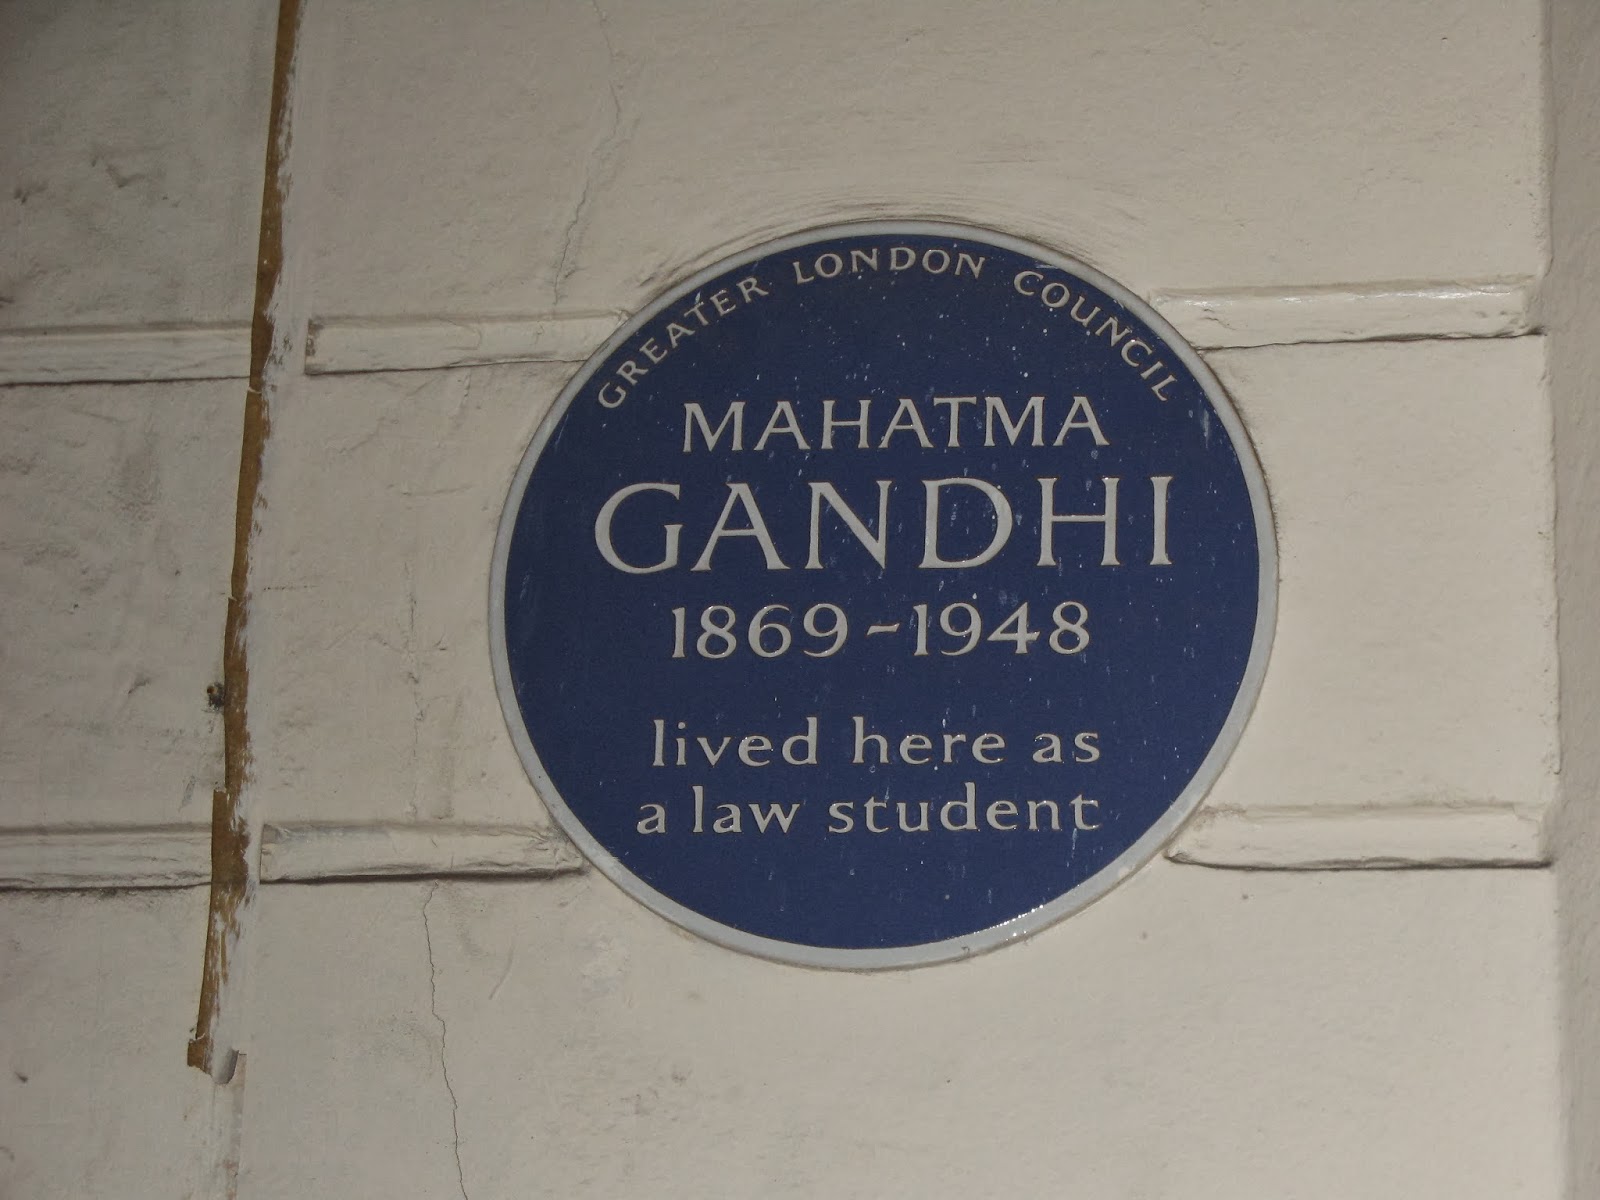 GREATER LONDON COUNCIL
MAHATMA
GANDHI
1869-1948
lived here as
a law student